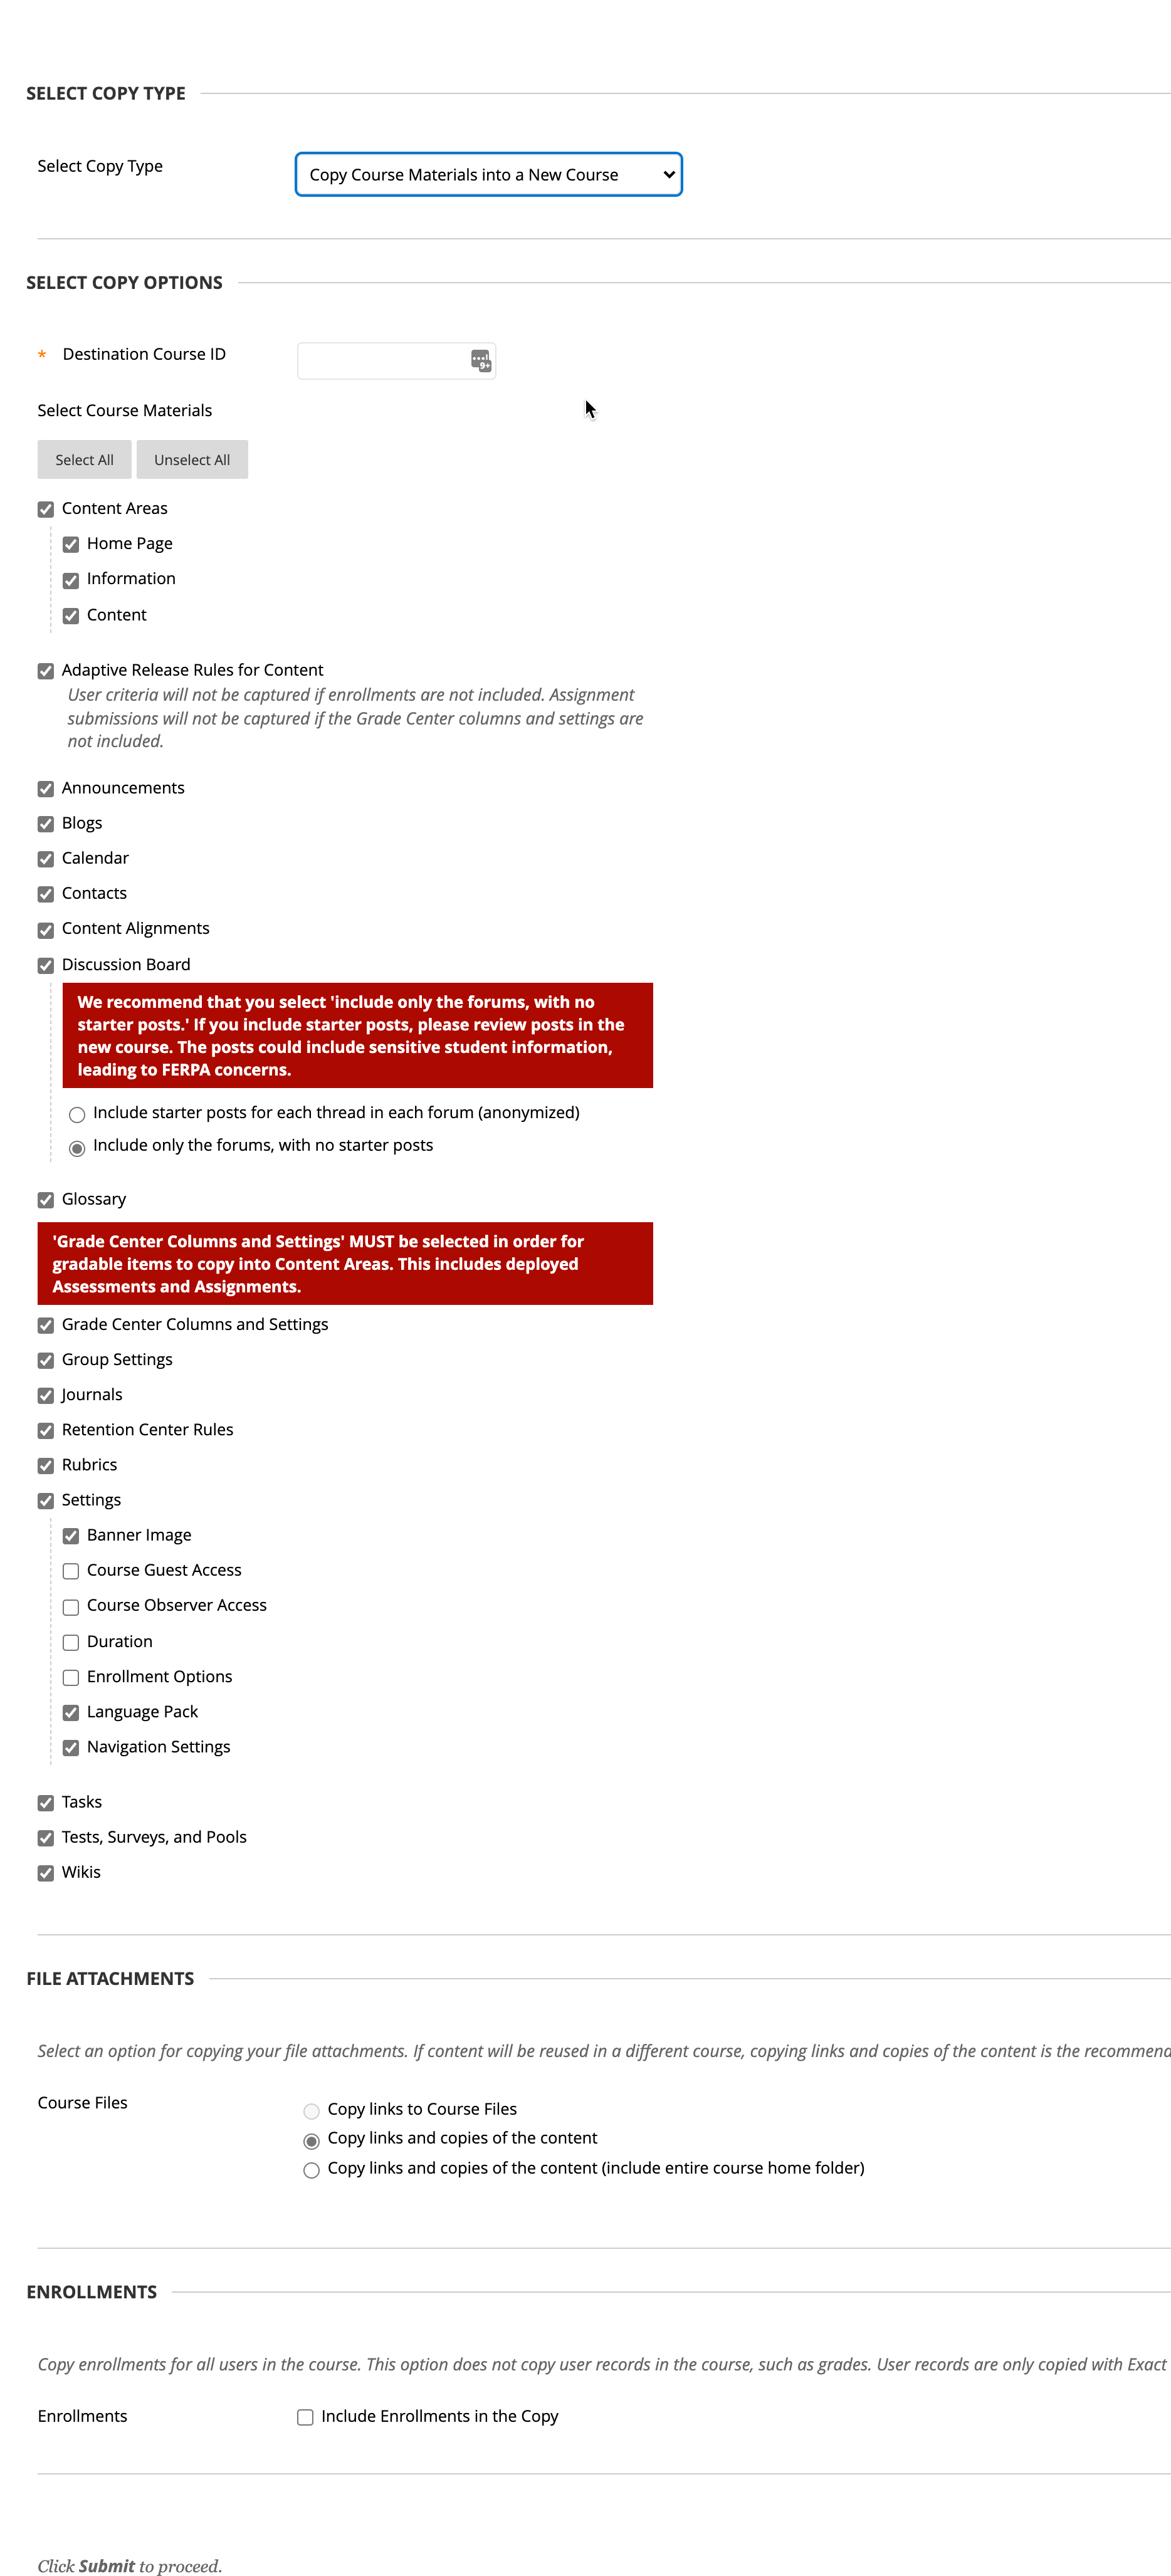 SELECT COPY TYPE
Select Copy Type
Copy Course Materials into a New Course
SELECT COPY OPTIONS
* Destination Course ID
9+
Select Course Materials
Select All Unselect All
Content Areas
Home Page
Information
Content
Adaptive Release Rules for Content
User criteria will not be captured if enrollments are not included. Assignment
submissions will not be captured if the Grade Center columns and settings are
not included.
Announcements
Blogs
Calendar
Contacts
Content Alignments
Discussion Board
We recommend that you select 'include only the forums, with no
starter posts.' If you include starter posts, please review posts in the
new course. The posts could include sensitive student information,
leading to FERPA concerns.
Include starter posts for each thread in each forum (anonymized)
Include only the forums, with no starter posts
Glossary
'Grade Center Columns and Settings' MUST be selected in order for
gradable items to copy into Content Areas. This includes deployed
Assessments and Assignments.
Grade Center Columns and Settings
Group Settings
Journals
Retention Center Rules
Rubrics
Settings
Banner Image
Course Guest Access
Course Observer Access
Duration
Enrollment Options
Language Pack
Navigation Settings
Tasks
Tests, Surveys, and Pools
Wikis
FILE ATTACHMENTS
Select an option for copying your file attachments. If content will be reused in a different course, copying links and copies of the content is the recommend
Course Files
Copy links to Course Files
Copy links and copies of the content
Copy links and copies of the content (include entire course home folder)
ENROLLMENTS
Copy enrollments for all users in the course. This option does not copy user records in the course, such as grades. User records are only copied with Exact
Enrollments
Include Enrollments in the Copy
Click Submit to proceed.